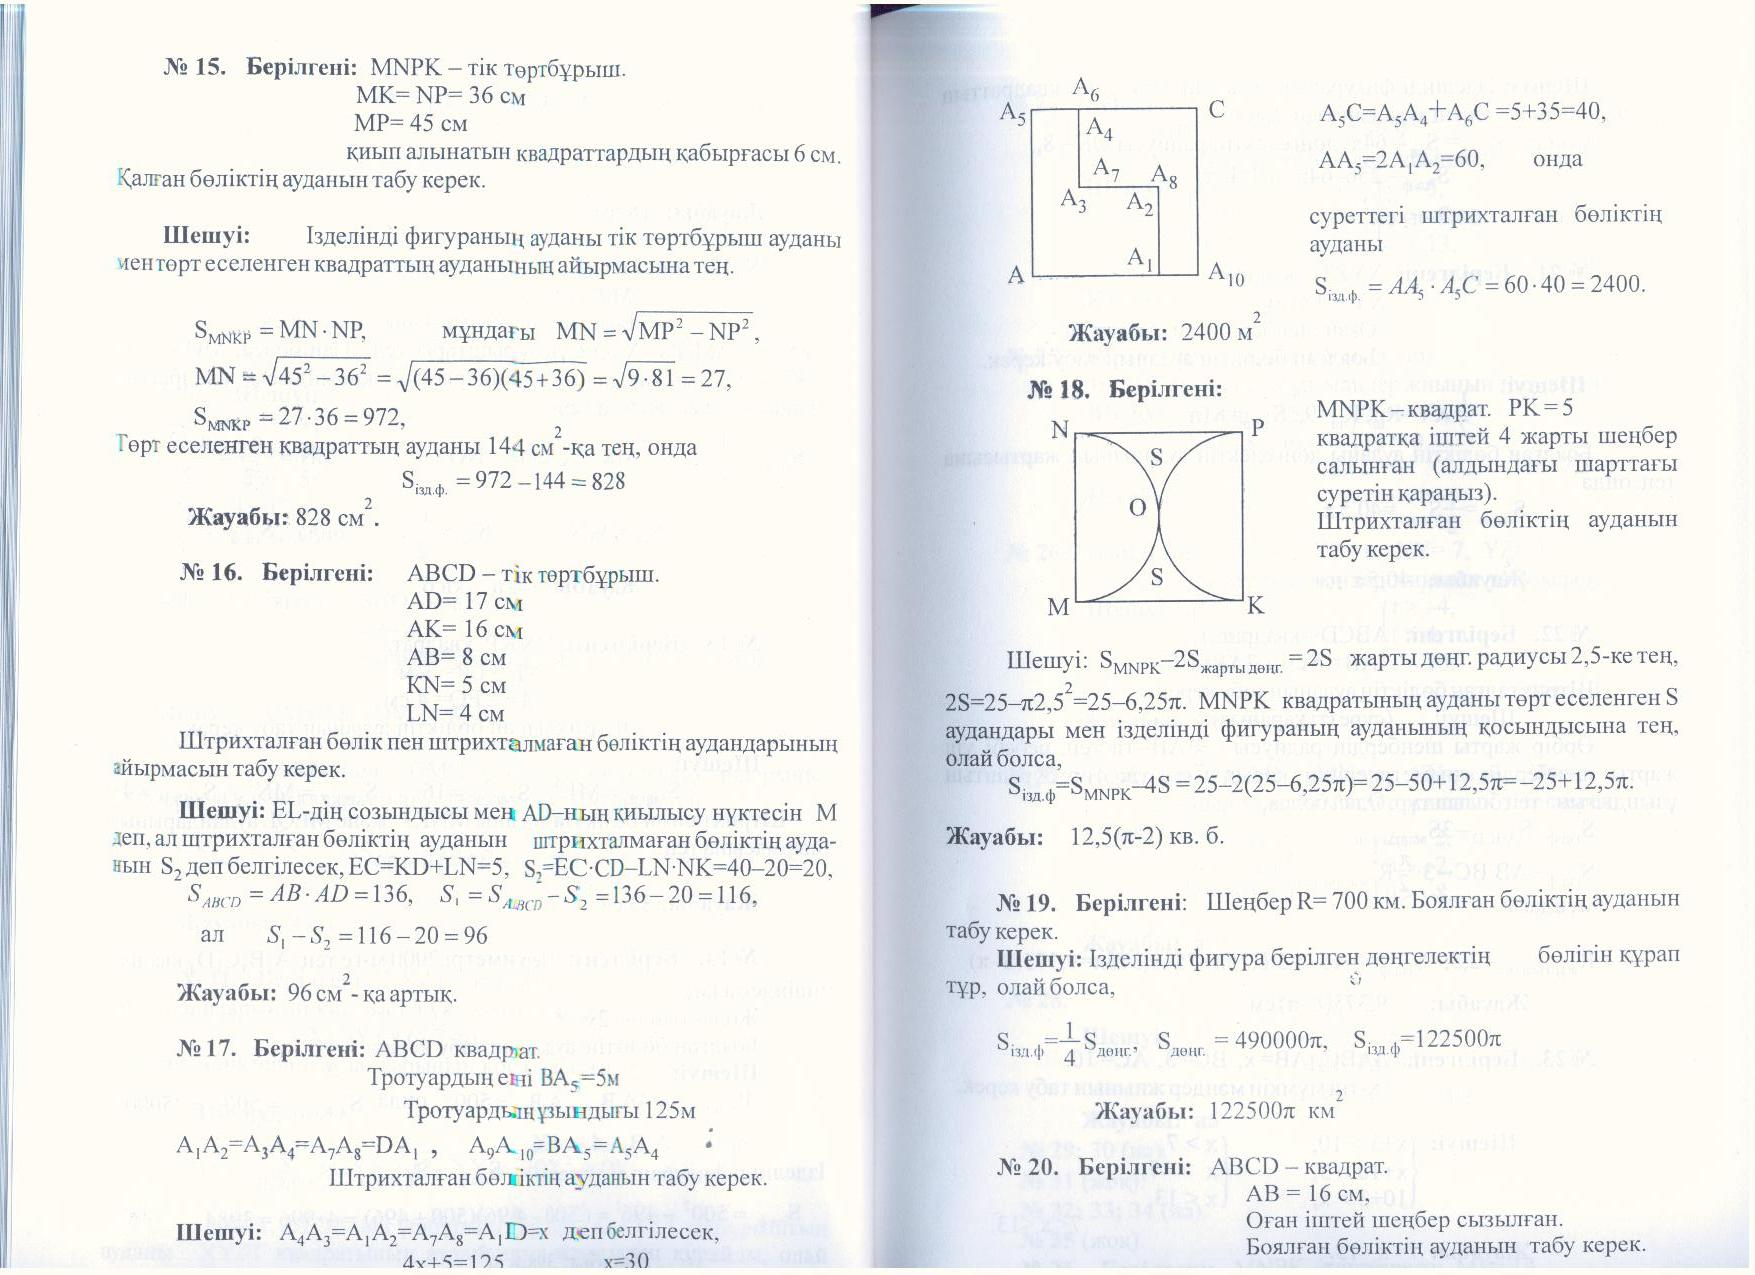 № 15. Берілгені: MNPK – тік төртбұрыш.
MK= NP= 36 см
MP= 45 см
қиып алынатын квадраттардың қабырғасы 6 см.
Қалған бөліктің ауданын табу керек.
Шешуі: Ізделінді фигураның ауданы тік төртбұрыш ауданы
мен төрт еселенген квадраттың ауданының айырмасына тең.
S_MNKP = MN · NP, мұндағы MN = √(MP² – NP²),
MN = √(45² – 36²) = √((45 – 36)(45 + 36)) = √(9 · 81) = 27,
S_MNKP = 27 · 36 = 972,
Төрт еселенген квадраттың ауданы 144 см²-қа тең, онда
S_ізд.ф. = 972 – 144 = 828
Жауабы: 828 см².
№ 16. Берілгені: ABCD – тік төртбұрыш.
AD= 17 см
AK= 16 см
AB= 8 см
KN= 5 см
LN= 4 см
Штрихталған бөлік пен штрихталмаған бөліктің аудандарының
айырмасын табу керек.
Шешуі: EL-дің созындысы мен AD–ның қиылысу нүктесін М
деп, ал штрихталған бөліктің ауданын штрихталмаған бөліктің ауда-
нын S₂ деп белгілесек, EC=KD+LN=5, S₂=EC·CD–LN·NK=40–20=20,
S_ABCD = AB · AD = 136, S₁ = S_ABCD – S₂ = 136 – 20 = 116,
ал S₁ – S₂ = 116 – 20 = 96
Жауабы: 96 см²- қа артық.
№ 17. Берілгені: ABCD квадрат.
Тротуардың ені BA₅=5м
Тротуардың ұзындығы 125м
A₁A₂=A₃A₄=A₇A₈=DA₁ , A₉A₁₀=BA₅=A₅A₄
Штрихталған бөліктің ауданын табу керек.
Шешуі: A₄A₃=A₁A₂=A₇A₈=A₁D=x деп белгілесек,
4x+5=125 x=30
A₆
A₅ C
A₄
A₇ A₈
A₃ A₂
A₁
A A₁₀
A₅C=A₅A₄+A₆C =5+35=40,
AA₅=2A₁A₂=60, онда
суреттегі штрихталған бөліктің
ауданы
S_ізд.ф. = AA₅ · A₅C = 60 · 40 = 2400.
Жауабы: 2400 м²
№ 18. Берілгені:
N P
S
O
S
M K
MNPK – квадрат. PK = 5
квадратқа іштей 4 жарты шеңбер
салынған (алдындағы шарттағы
суретін қараңыз).
Штрихталған бөліктің ауданын
табу керек.
Шешуі: S_MNPK–2S_жарты дөңг. = 2S жарты дөңг. радиусы 2,5-ке тең,
2S=25–π2,5²=25–6,25π. MNPK квадратының ауданы төрт еселенген S
аудандары мен ізделінді фигураның ауданының қосындысына тең,
олай болса,
S_ізд.ф=S_MNPK–4S = 25–2(25–6,25π)= 25–50+12,5π= –25+12,5π.
Жауабы: 12,5(π-2) кв. б.
№ 19. Берілгені: Шеңбер R= 700 км. Боялған бөліктің ауданын
табу керек.
Шешуі: Ізделінді фигура берілген дөңгелектің бөлігін құрап
тұр, олай болса,
S_ізд.ф=1/4 S_дөңг., S_дөңг. = 490000π, S_ізд.ф=122500π
Жауабы: 122500π км²
№ 20. Берілгені: ABCD – квадрат.
AB = 16 см,
Оған іштей шеңбер сызылған.
Боялған бөліктің ауданын табу керек.